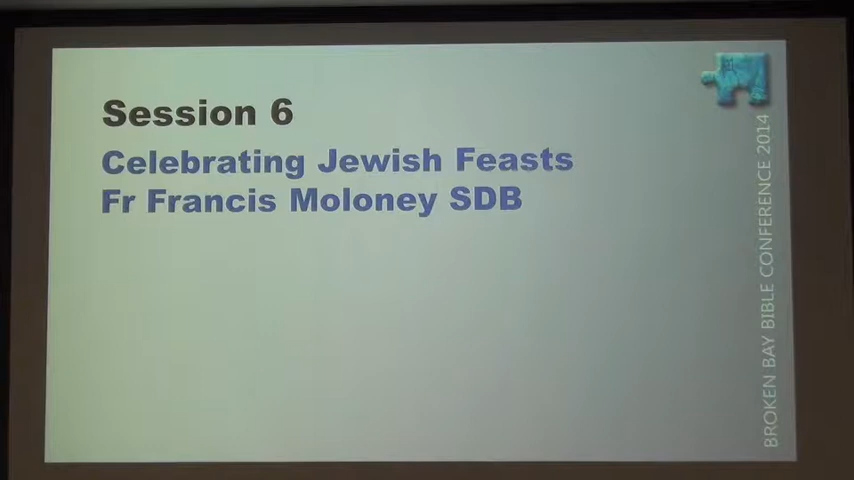 Session 6
Celebrating Jewish Feasts
Fr Francis Moloney SDB
BROKEN BAY BIBLE CONFERENCE 2014